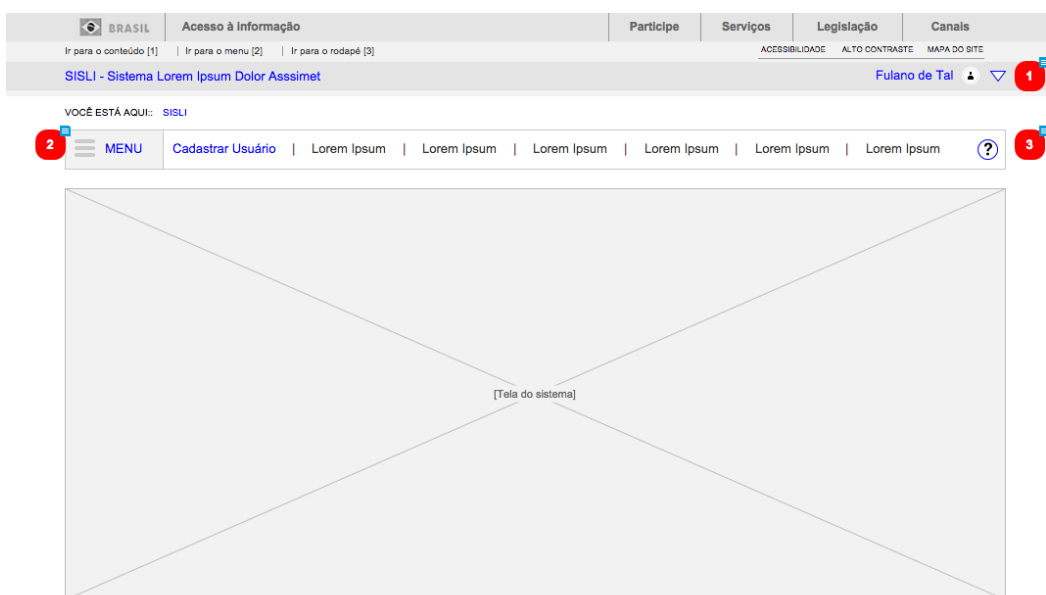 BRASIL Acesso à informação Participe Serviços Legislação Canais
Ir para o conteúdo [1] | Ir para o menu [2] | Ir para o rodapé [3] ACESSIBILIDADE ALTO CONTRASTE MAPA DO SITE
SISLI - Sistema Lorem Ipsum Dolor Asssimet Fulano de Tal 1
VOCÊ ESTÁ AQUI:: SISLI
2 MENU Cadastrar Usuário | Lorem Ipsum | Lorem Ipsum | Lorem Ipsum | Lorem Ipsum | Lorem Ipsum | Lorem Ipsum ? 3
[Tela do sistema]